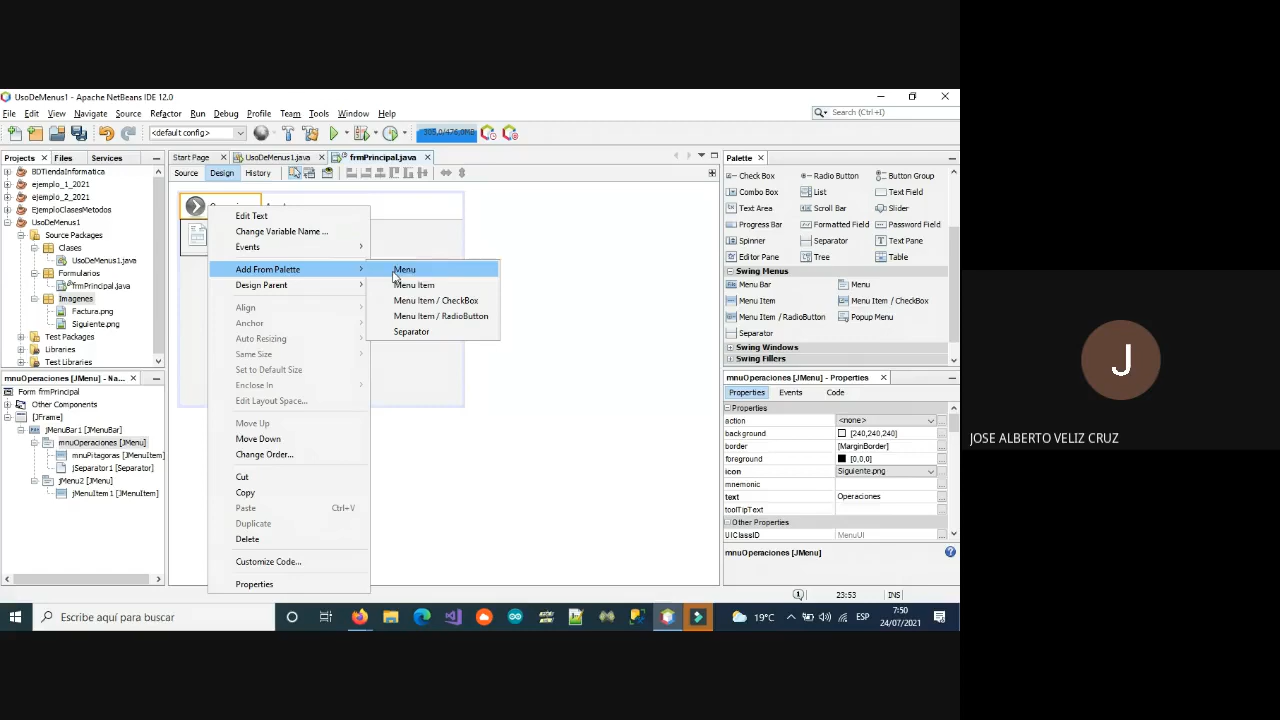 UsoDeMenus1 - Apache NetBeans IDE 12.0
File Edit View Navigate Source Refactor Run Debug Profile Team Tools Window Help
Search (Ctrl+I)
<default config>
305,0/476,0MB
Projects Files Services
BDTiendaInformatica
ejemplo_1_2021
ejemplo_2_2021
EjemploClasesMetodos
UsoDeMenus1
Source Packages
Clases
UsoDeMenus1.java
Formularios
frmPrincipal.java
Imagenes
Factura.png
Siguiente.png
Test Packages
Libraries
Test Libraries
mnuOperaciones [JMenu] - Na...
Form frmPrincipal
Other Components
[JFrame]
jMenuBar1 [JMenuBar]
mnuOperaciones [JMenu]
mnuPitagoras [JMenuItem]
jSeparator1 [Separator]
jMenu2 [JMenu]
jMenuItem1 [JMenuItem]
Start Page UsoDeMenus1.java frmPrincipal.java
Source Design History
Edit Text
Change Variable Name ...
Events
Add From Palette
Design Parent
Align
Anchor
Auto Resizing
Same Size
Set to Default Size
Enclose In
Edit Layout Space...
Move Up
Move Down
Change Order...
Cut
Copy
Paste Ctrl+V
Duplicate
Delete
Customize Code...
Properties
Menu
Menu Item
Menu Item / CheckBox
Menu Item / RadioButton
Separator
Palette
Check Box Radio Button Button Group
Combo Box List Text Field
Text Area Scroll Bar Slider
Progress Bar Formatted Field Password Field
Spinner Separator Text Pane
Editor Pane Tree Table
Swing Menus
Menu Bar Menu
Menu Item Menu Item / CheckBox
Menu Item / RadioButton Popup Menu
Separator
Swing Windows
Swing Fillers
mnuOperaciones [JMenu] - Properties
Properties Events Code
Properties
action <none>
background [240,240,240]
border [MarginBorder]
foreground [0,0,0]
icon Siguiente.png
mnemonic
text Operaciones
toolTipText
Other Properties
UIClassID MenuUI
mnuOperaciones [JMenu]
23:53 INS
Escribe aquí para buscar
19°C
ESP
7:50
24/07/2021
J
JOSE ALBERTO VELIZ CRUZ